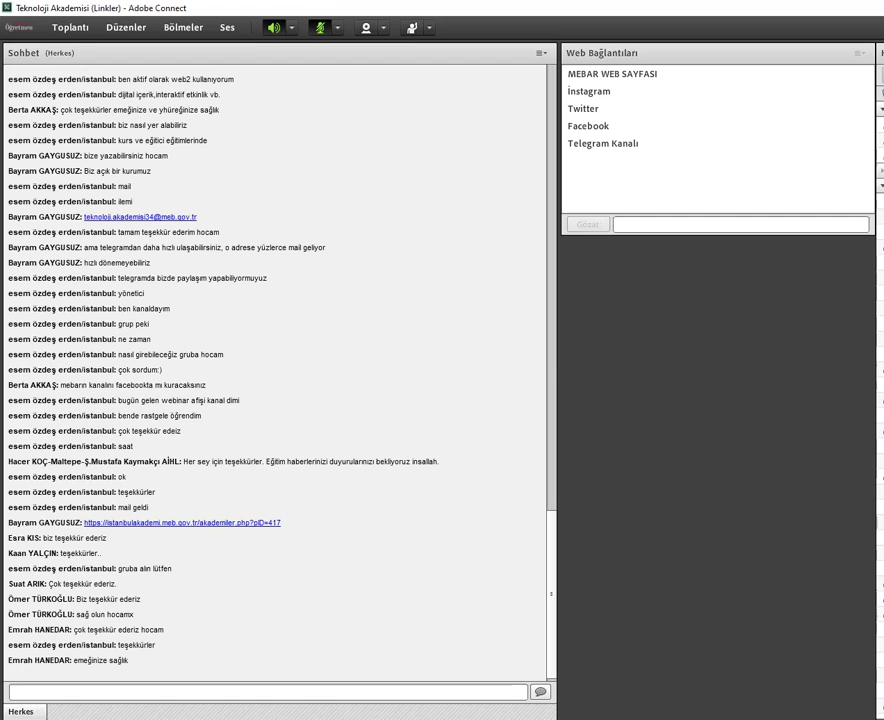 Teknoloji Akademisi (Linkler) - Adobe Connect
Öğretmen Toplantı Düzenler Bölmeler Ses
Sohbet (Herkes)
esem özdeş erden/istanbul: ben aktif olarak web2 kullanıyorum
esem özdeş erden/istanbul: dijital içerik,interaktif etkinlik vb.
Berta AKKAŞ: çok teşekkürler emeğinize ve yhüreğinize sağlık
esem özdeş erden/istanbul: biz nasıl yer alabiliriz
esem özdeş erden/istanbul: kurs ve eğitici eğitimlerinde
Bayram GAYGUSUZ: bize yazabilirsiniz hocam
Bayram GAYGUSUZ: Biz açık bir kurumuz
esem özdeş erden/istanbul: mail
esem özdeş erden/istanbul: ilemi
Bayram GAYGUSUZ: teknoloji.akademisi34@meb.gov.tr
esem özdeş erden/istanbul: tamam teşekkür ederim hocam
Bayram GAYGUSUZ: ama telegramdan daha hızlı ulaşabilirsiniz, o adrese yüzlerce mail geliyor
Bayram GAYGUSUZ: hızlı dönemeyebiliriz
esem özdeş erden/istanbul: telegramda bizde paylaşım yapabiliyormuyuz
esem özdeş erden/istanbul: yönetici
esem özdeş erden/istanbul: ben kanaldayım
esem özdeş erden/istanbul: grup peki
esem özdeş erden/istanbul: ne zaman
esem özdeş erden/istanbul: nasıl girebileceğiz gruba hocam
esem özdeş erden/istanbul: çok sordum:)
Berta AKKAŞ: mebarın kanalını facebookta mı kuracaksınız
esem özdeş erden/istanbul: bugün gelen webinar afişi kanal dimi
esem özdeş erden/istanbul: bende rastgele öğrendim
esem özdeş erden/istanbul: çok teşekkür edeiz
esem özdeş erden/istanbul: saat
Hacer KOÇ-Maltepe-Ş.Mustafa Kaymakçı AİHL: Her sey için teşekkürler. Eğitim haberlerinizi duyurularınızı bekliyoruz insallah.
esem özdeş erden/istanbul: ok
esem özdeş erden/istanbul: teşekkürler
esem özdeş erden/istanbul: mail geldi
Bayram GAYGUSUZ: https://istanbulakademi.meb.gov.tr/akademiler.php?pID=417
Esra KIS: biz teşekkür ederiz
Kaan YALÇIN: teşekkürler..
esem özdeş erden/istanbul: gruba alın lütfen
Suat ARIK: Çok teşekkür ederiz.
Ömer TÜRKOĞLU: Biz teşekkür ederiz
Ömer TÜRKOĞLU: sağ olun hocamx
Emrah HANEDAR: çok teşekkür ederiz hocam
esem özdeş erden/istanbul: teşekkürler
Emrah HANEDAR: emeğinize sağlık
Herkes
Web Bağlantıları
MEBAR WEB SAYFASI
İnstagram
Twitter
Facebook
Telegram Kanalı
Gözat